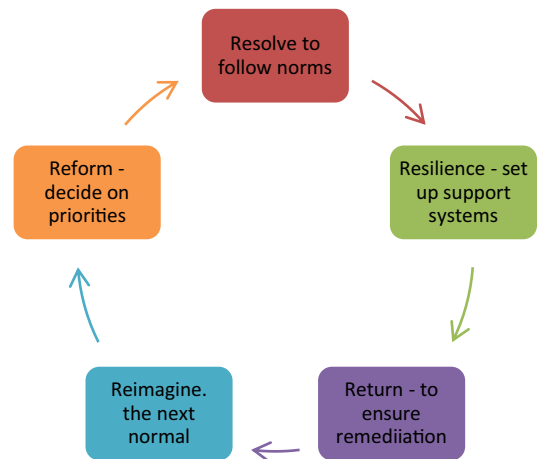 Resolve to
follow norms
Resilience - set
up support
systems
Return - to
ensure
remediiation
Reimagine.
the next
normal
Reform -
decide on
priorities